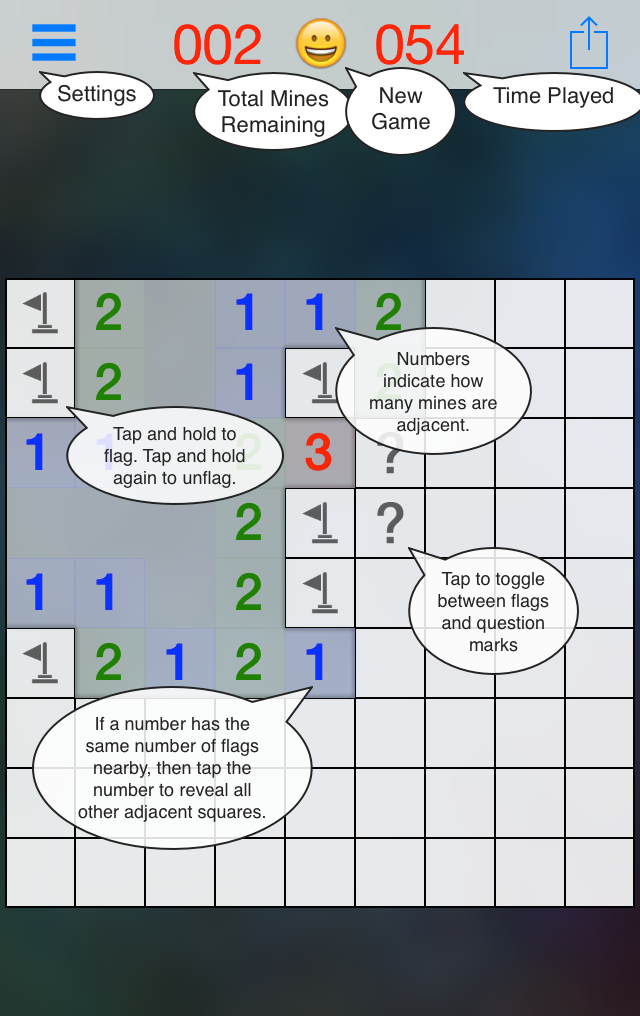 002 054
Settings
Total Mines
Remaining
New
Game
Time Played
2 1 1 2
2 1 2
Numbers
indicate how
many mines are
adjacent.
Tap and hold to
flag. Tap and hold
again to unflag.
1 1 2 3 ?
2 ?
1 1 2
Tap to toggle
between flags
and question
marks
2 1 2 1
If a number has the
same number of flags
nearby, then tap the
number to reveal all
other adjacent squares.